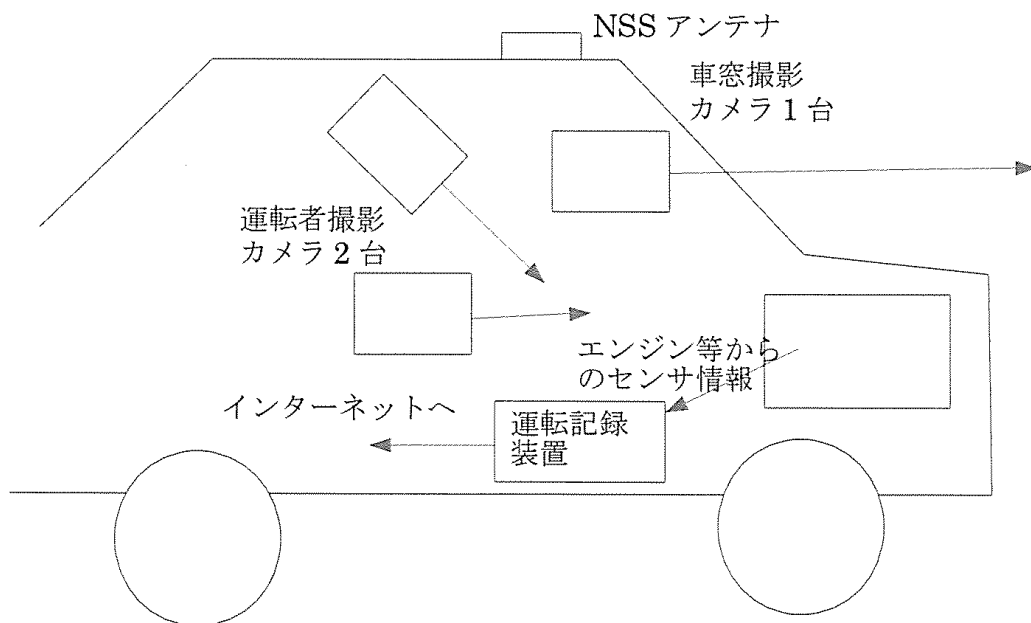 NSS アンテナ
車窓撮影
カメラ 1 台
運転者撮影
カメラ 2 台
エンジン等から
のセンサ情報
インターネットへ
運転記録
装置